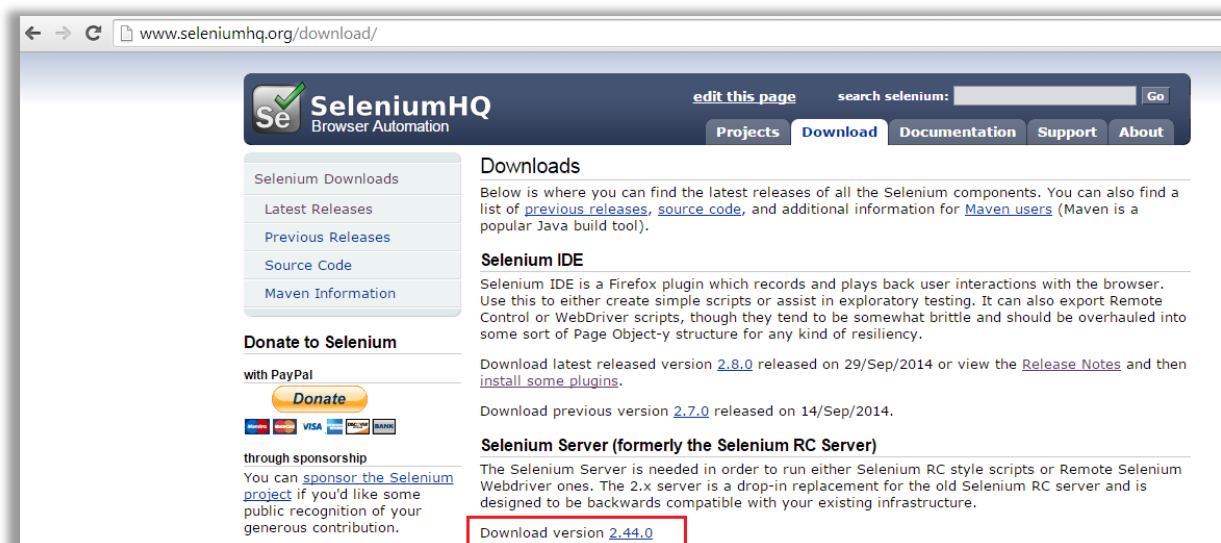 www.seleniumhq.org/download/
Se
SeleniumHQ
Browser Automation
edit this page
search selenium:
Go
Projects
Download
Documentation
Support
About
Selenium Downloads
Latest Releases
Previous Releases
Source Code
Maven Information
Donate to Selenium
with PayPal
Donate
VISA
BANK
through sponsorship
You can sponsor the Selenium
project if you'd like some
public recognition of your
generous contribution.
Downloads
Below is where you can find the latest releases of all the Selenium components. You can also find a
list of previous releases, source code, and additional information for Maven users (Maven is a
popular Java build tool).
Selenium IDE
Selenium IDE is a Firefox plugin which records and plays back user interactions with the browser.
Use this to either create simple scripts or assist in exploratory testing. It can also export Remote
Control or WebDriver scripts, though they tend to be somewhat brittle and should be overhauled into
some sort of Page Object-y structure for any kind of resiliency.
Download latest released version 2.8.0 released on 29/Sep/2014 or view the Release Notes and then
install some plugins.
Download previous version 2.7.0 released on 14/Sep/2014.
Selenium Server (formerly the Selenium RC Server)
The Selenium Server is needed in order to run either Selenium RC style scripts or Remote Selenium
Webdriver ones. The 2.x server is a drop-in replacement for the old Selenium RC server and is
designed to be backwards compatible with your existing infrastructure.
Download version 2.44.0